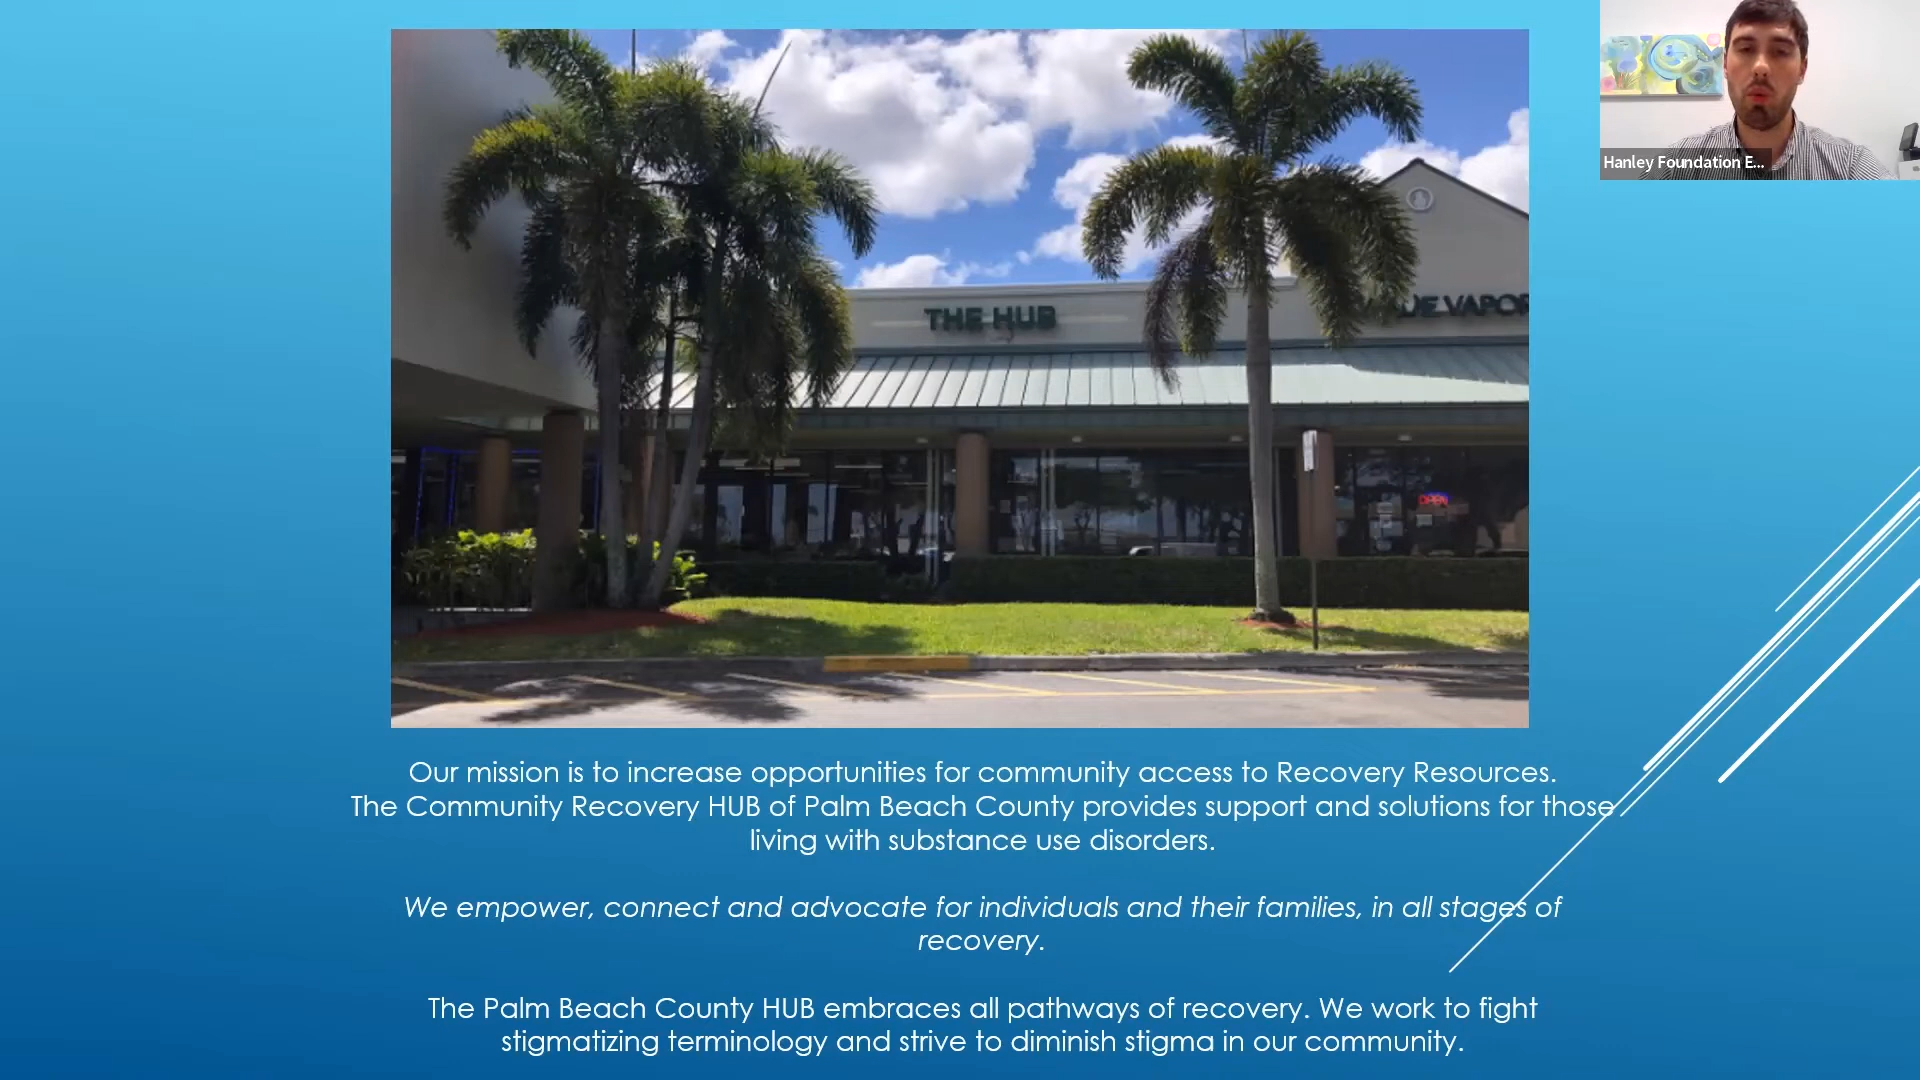 Hanley Foundation E...
THE HUB
VAPOR
OPEN
Our mission is to increase opportunities for community access to Recovery Resources.
The Community Recovery HUB of Palm Beach County provides support and solutions for those
living with substance use disorders.
We empower, connect and advocate for individuals and their families, in all stages of
recovery.
The Palm Beach County HUB embraces all pathways of recovery. We work to fight
stigmatizing terminology and strive to diminish stigma in our community.